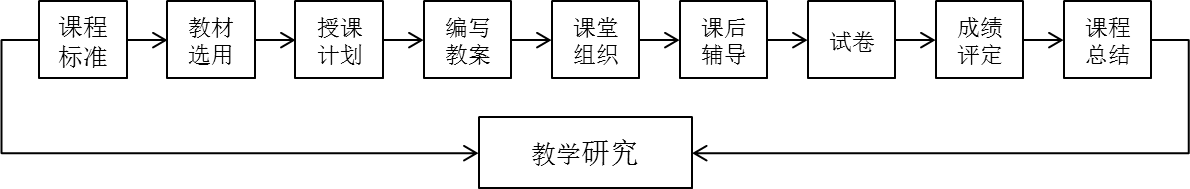 课程
标准
教材
选用
授课
计划
编写
教案
课堂
组织
课后
辅导
试卷
成绩
评定
课程
总结
教学研究